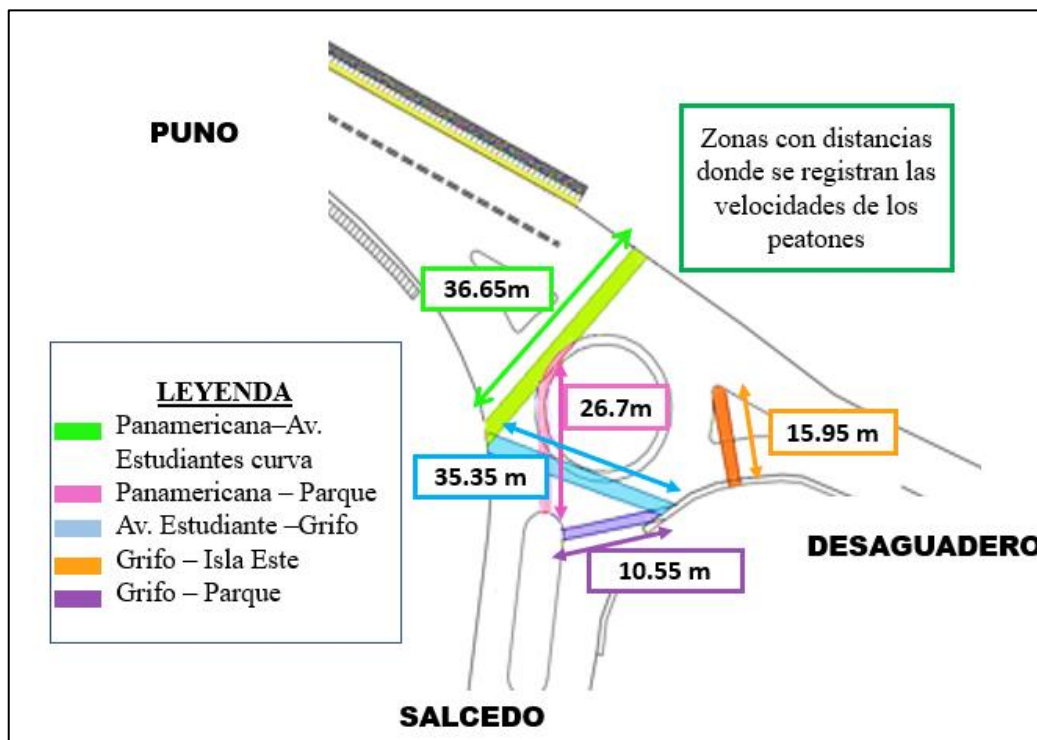 PUNO
Zonas con distancias
donde se registran las
velocidades de los
peatones
36.65m
LEYENDA
Panamericana–Av.
Estudiantes curva
Panamericana – Parque
Av. Estudiante –Grifo
Grifo – Isla Este
Grifo – Parque
26.7m
15.95 m
35.35 m
DESAGUADERO
10.55 m
SALCEDO